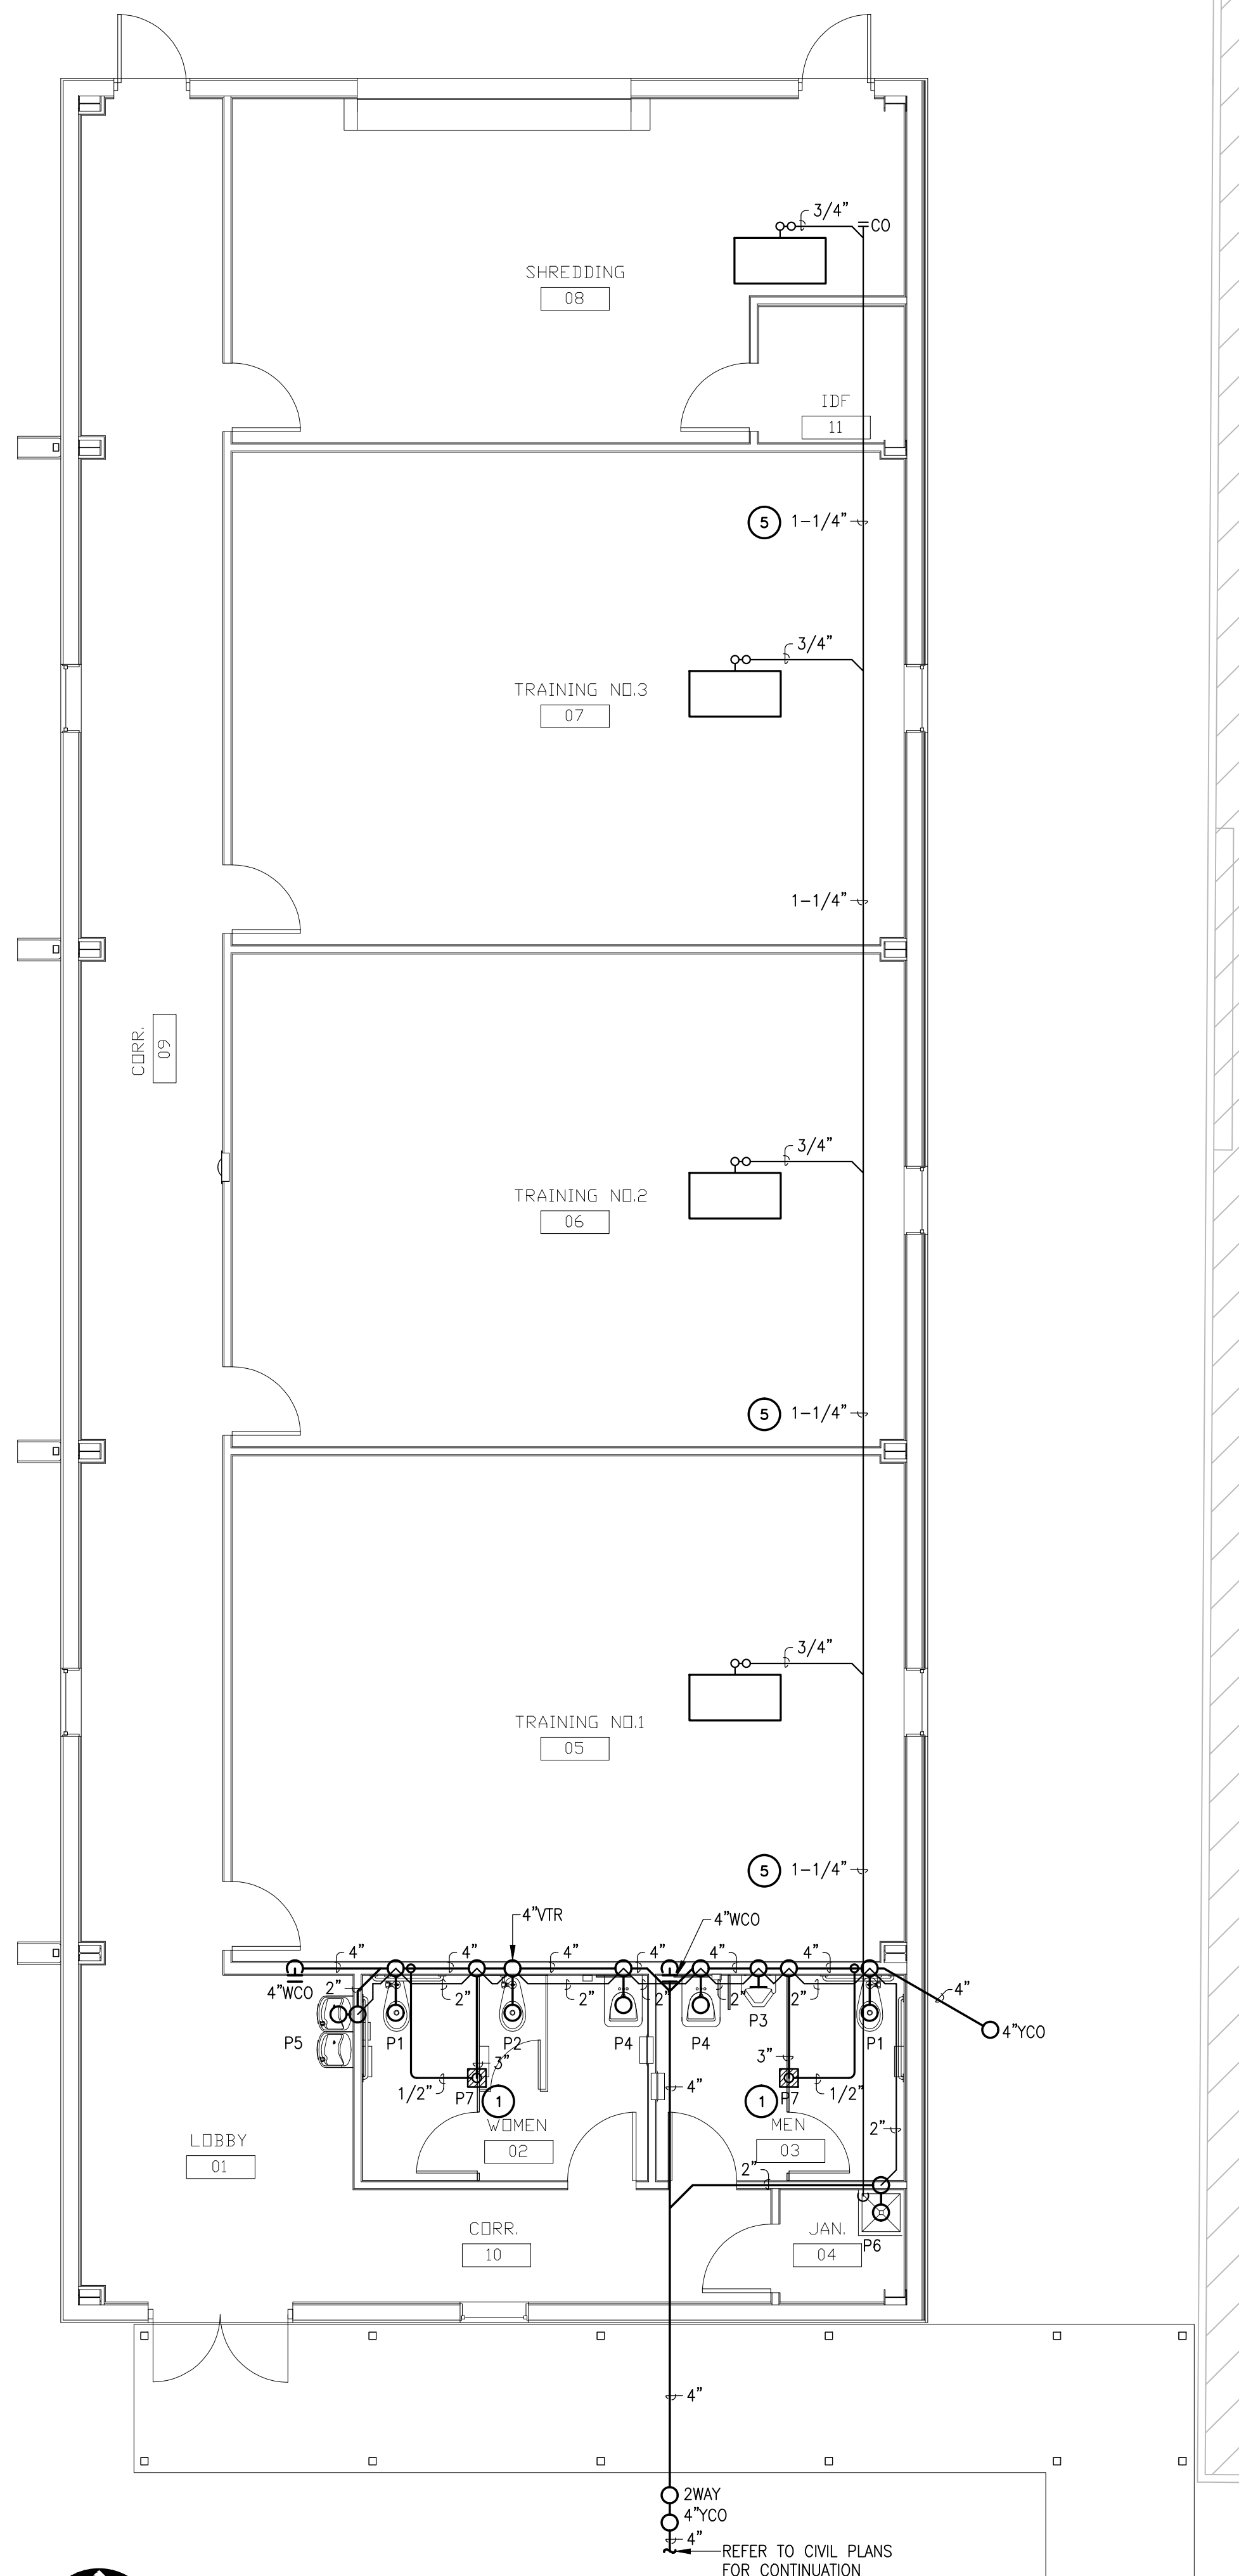 3/4"
CO
SHREDDING
08
IDF
11
5 1-1/4"
3/4"
TRAINING NO.3
07
1-1/4"
CORR.
09
3/4"
TRAINING NO.2
06
5 1-1/4"
3/4"
TRAINING NO.1
05
5 1-1/4"
4"VTR
4"WCO
4" 4" 4" 4" 4" 4"
4"WCO
2" 2" 2" 2" 2" 2"
4"
4"YCO
P5 P1 P2 P4 P4 P3 P1
3" 3"
1/2" P7 1 4" 1 P7 1/2"
WOMEN
02
MEN
03
2"
LOBBY
01
2"
CORR.
10
JAN.
04
P6
4"
2WAY
4"YCO
4"
REFER TO CIVIL PLANS
FOR CONTINUATION